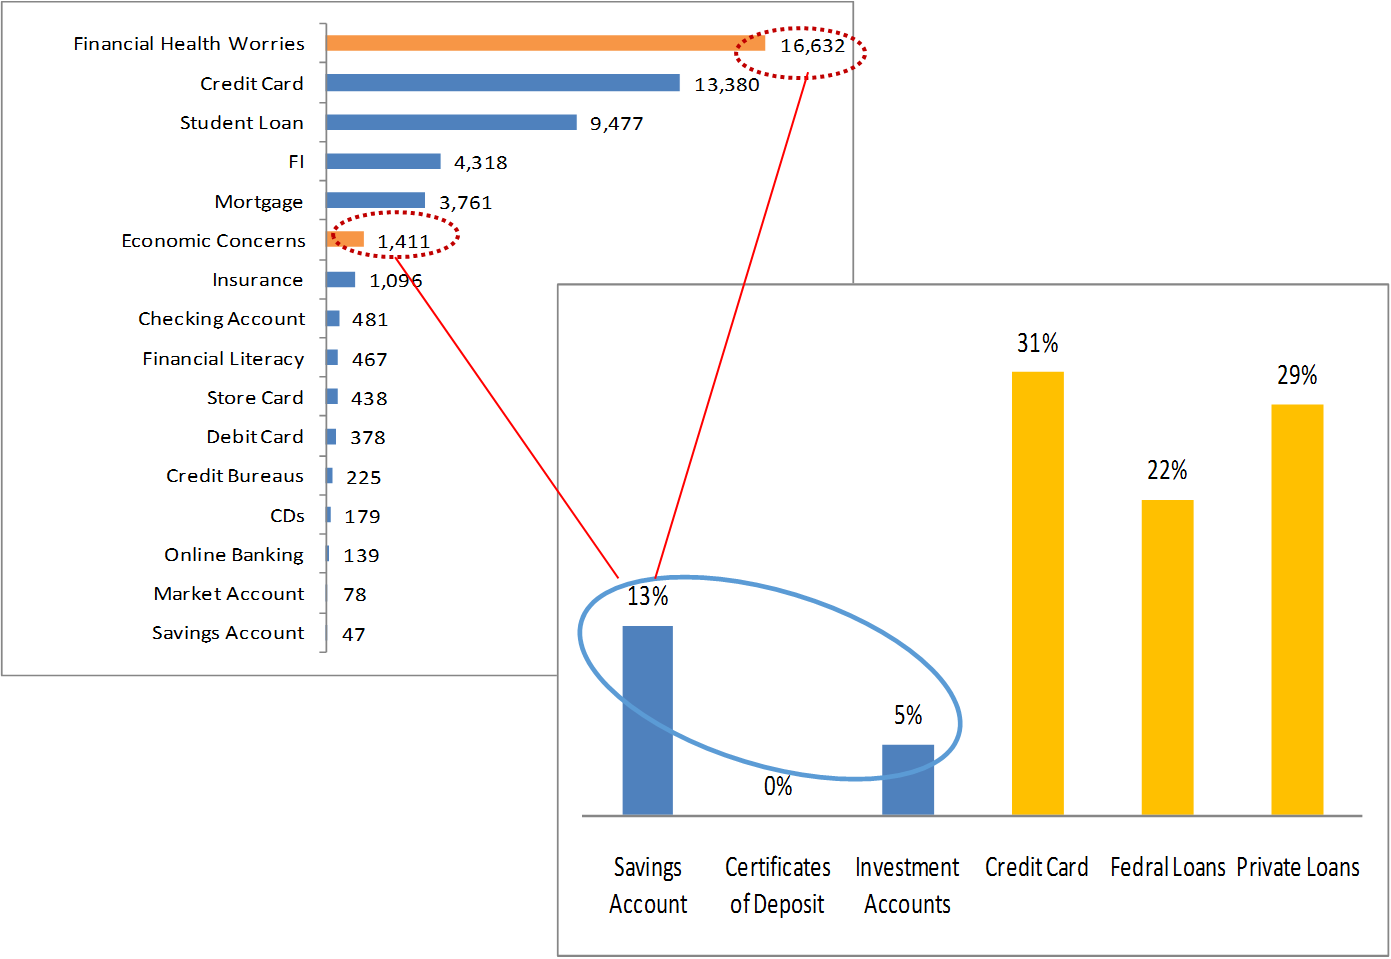 Financial Health Worries 16,632
Credit Card 13,380
Student Loan 9,477
FI 4,318
Mortgage 3,761
Economic Concerns 1,411
Insurance 1,096
Checking Account 481
Financial Literacy 467
Store Card 438
Debit Card 378
Credit Bureaus 225
CDs 179
Online Banking 139
Market Account 78
Savings Account 47
13%
0%
5%
31%
22%
29%
Savings
Account
Certificates
of Deposit
Investment
Accounts
Credit Card
Fedral Loans
Private Loans